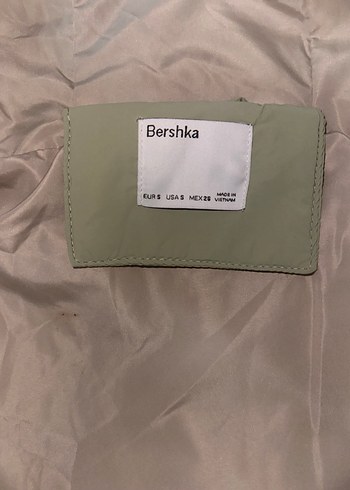 Bershka
EUR S USA S MEX 26 MADE IN
VIETNAM